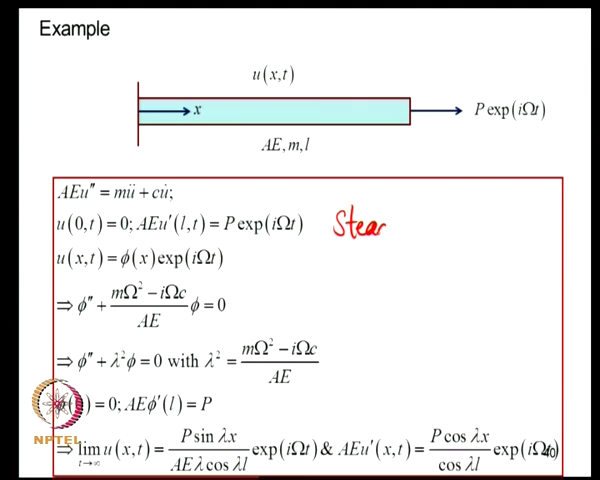 Example
u(x,t)
x
P exp(iΩt)
AE,m,l
AEu″ = mü + cu̇;
u(0,t) = 0; AEu′(l,t) = P exp(iΩt) Stear
u(x,t) = ϕ(x)exp(iΩt)
⇒ ϕ″ + (mΩ² − iΩc)/AE ϕ = 0
⇒ ϕ″ + λ²ϕ = 0 with λ² = (mΩ² − iΩc)/AE
) = 0; AEϕ′(l) = P
NPTEL
⇒ lim t→∞ u(x,t) = P sin λx/(AEλ cos λl) exp(iΩt) & AEu′(x,t) = P cos λx/cos λl exp(iΩt)
40